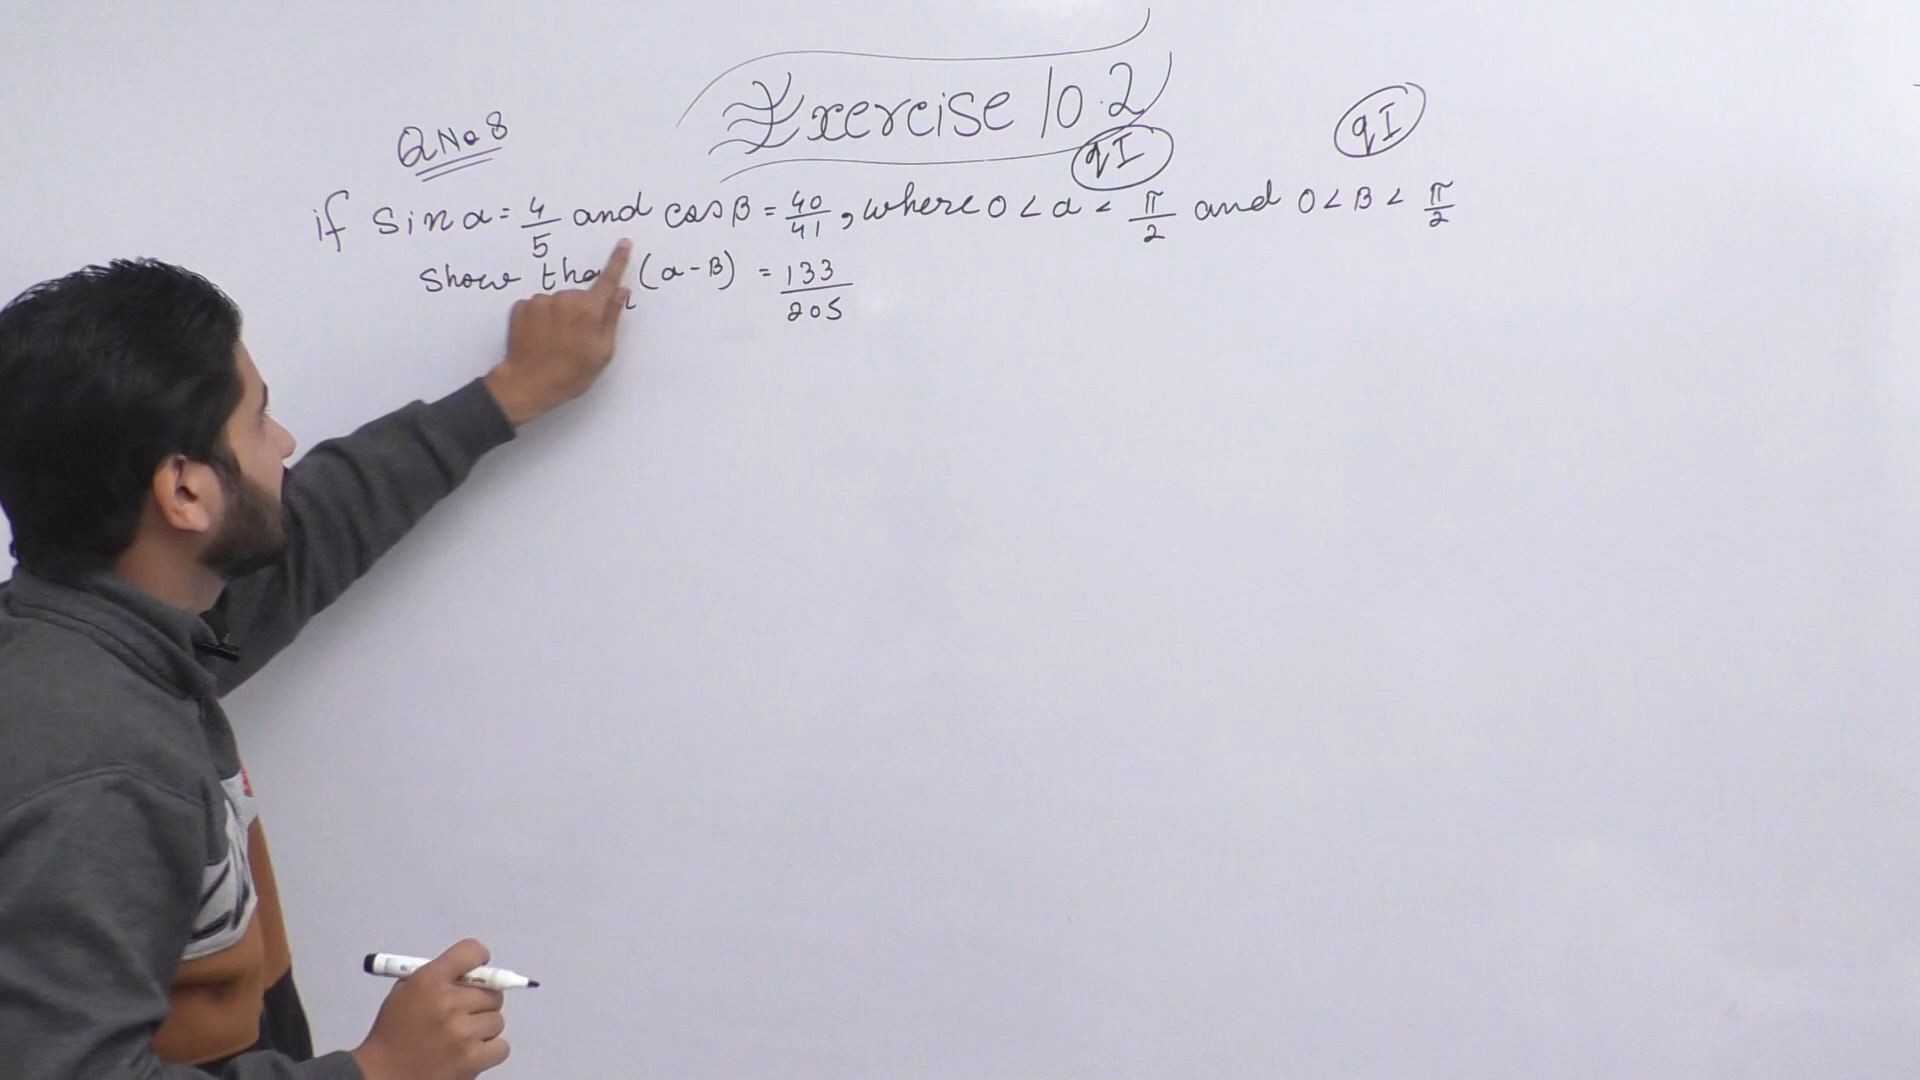 Exercise 10.2
Q No 8
qI qI
if Sin α = 4/5 and cos β = 40/41, where 0 < α < π/2 and 0 < β < π/2
Show (α - β) = 133/205